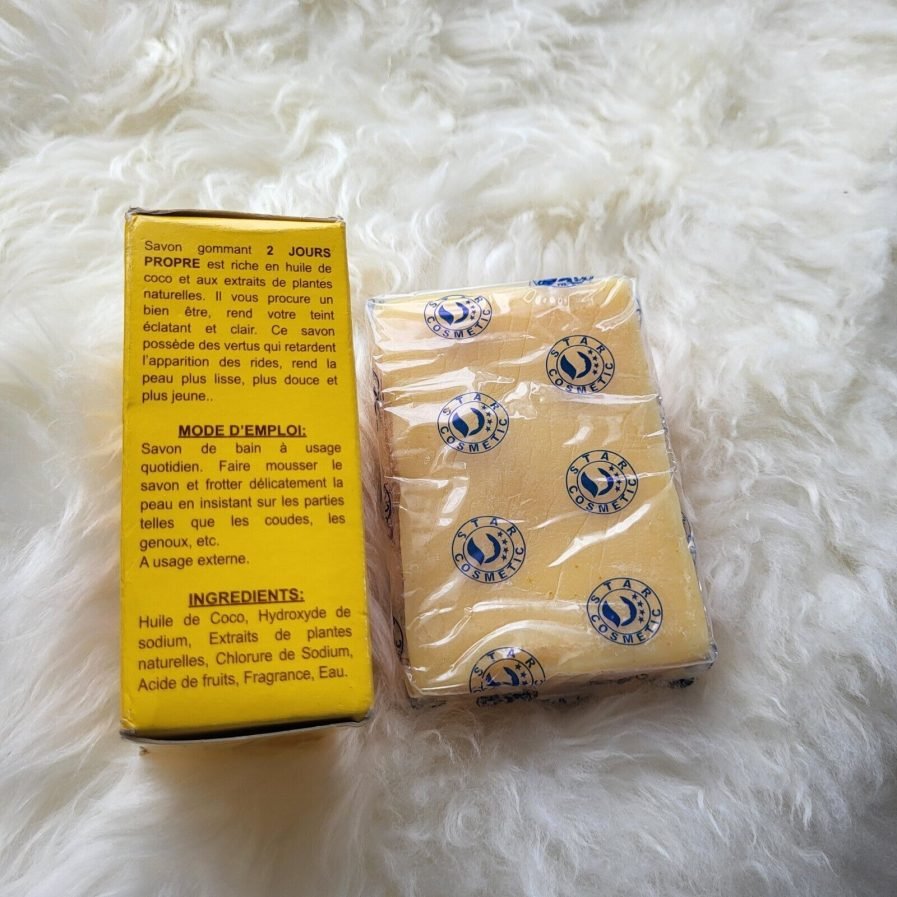 Savon gommant 2 JOURS
PROPRE est riche en huile de
coco et aux extraits de plantes
naturelles. Il vous procure un
bien être, rend votre teint
éclatant et clair. Ce savon
possède des vertus qui retardent
l'apparition des rides, rend la
peau plus lisse, plus douce et
plus jeune..
MODE D'EMPLOI:
Savon de bain à usage
quotidien. Faire mousser le
savon et frotter délicatement la
peau en insistant sur les parties
telles que les coudes, les
genoux, etc.
A usage externe.
INGREDIENTS:
Huile de Coco, Hydroxyde de
sodium, Extraits de plantes
naturelles, Chlorure de Sodium,
Acide de fruits, Fragrance, Eau.
COSMETIC
STAR COSMETIC
STAR COSMETIC
STAR COSMETIC
STAR COSMETIC
STAR COSMETIC
STAR